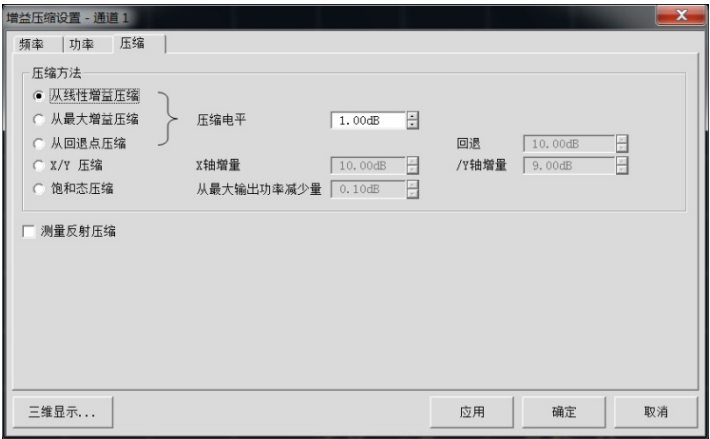 增益压缩设置 - 通道 1
频率 功率 压缩
压缩方法
从线性增益压缩
从最大增益压缩 压缩电平 1.00dB
从回退点压缩 回退 10.00dB
X/Y 压缩 X轴增量 10.00dB /Y轴增量 9.00dB
饱和态压缩 从最大输出功率减少量 0.10dB
测量反射压缩
三维显示... 应用 确定 取消